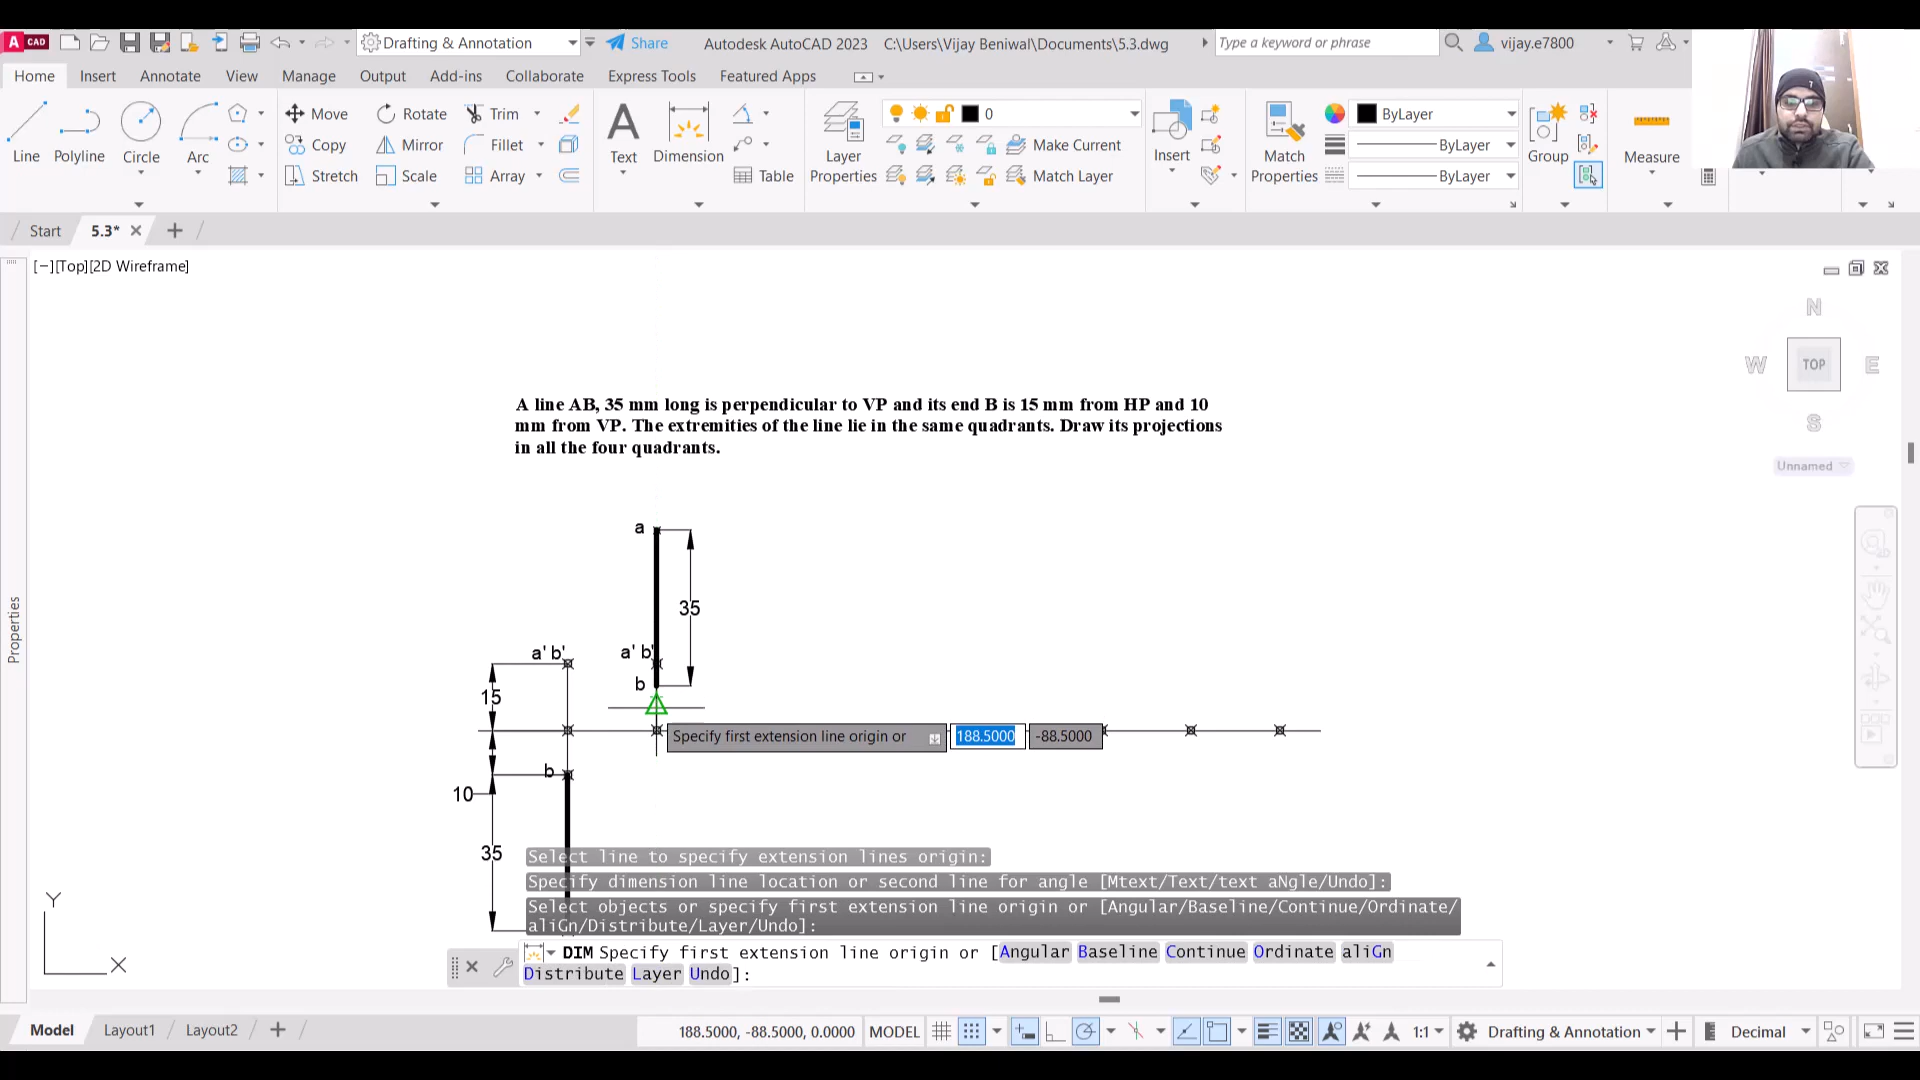 A CAD Drafting & Annotation Share Autodesk AutoCAD 2023 C:\Users\Vijay Beniwal\Documents\5.3.dwg Type a keyword or phrase vijay.e7800
Home Insert Annotate View Manage Output Add-ins Collaborate Express Tools Featured Apps
Line Polyline Circle Arc Move Rotate Trim
Copy Mirror Fillet
Stretch Scale Array
Text Dimension Table
Layer Properties 0
Make Current
Match Layer
Insert Match Properties
ByLayer
ByLayer
ByLayer
Group Measure
Start 5.3*
[−][Top][2D Wireframe]
N
W TOP E
S
Unnamed
Properties
A line AB, 35 mm long is perpendicular to VP and its end B is 15 mm from HP and 10
mm from VP. The extremities of the line lie in the same quadrants. Draw its projections
in all the four quadrants.
a
35
a' b' a' b'
b
15
Specify first extension line origin or 188.5000 -88.5000
b
10
35
Select line to specify extension lines origin:
Specify dimension line location or second line for angle [Mtext/Text/text aNgle/Undo]:
Select objects or specify first extension line origin or [Angular/Baseline/Continue/Ordinate/
aliGn/Distribute/Layer/Undo]:
DIM Specify first extension line origin or [Angular Baseline Continue Ordinate aliGn
Distribute Layer Undo]:
Y
X
Model Layout1 Layout2 188.5000, -88.5000, 0.0000 MODEL 1:1 Drafting & Annotation Decimal